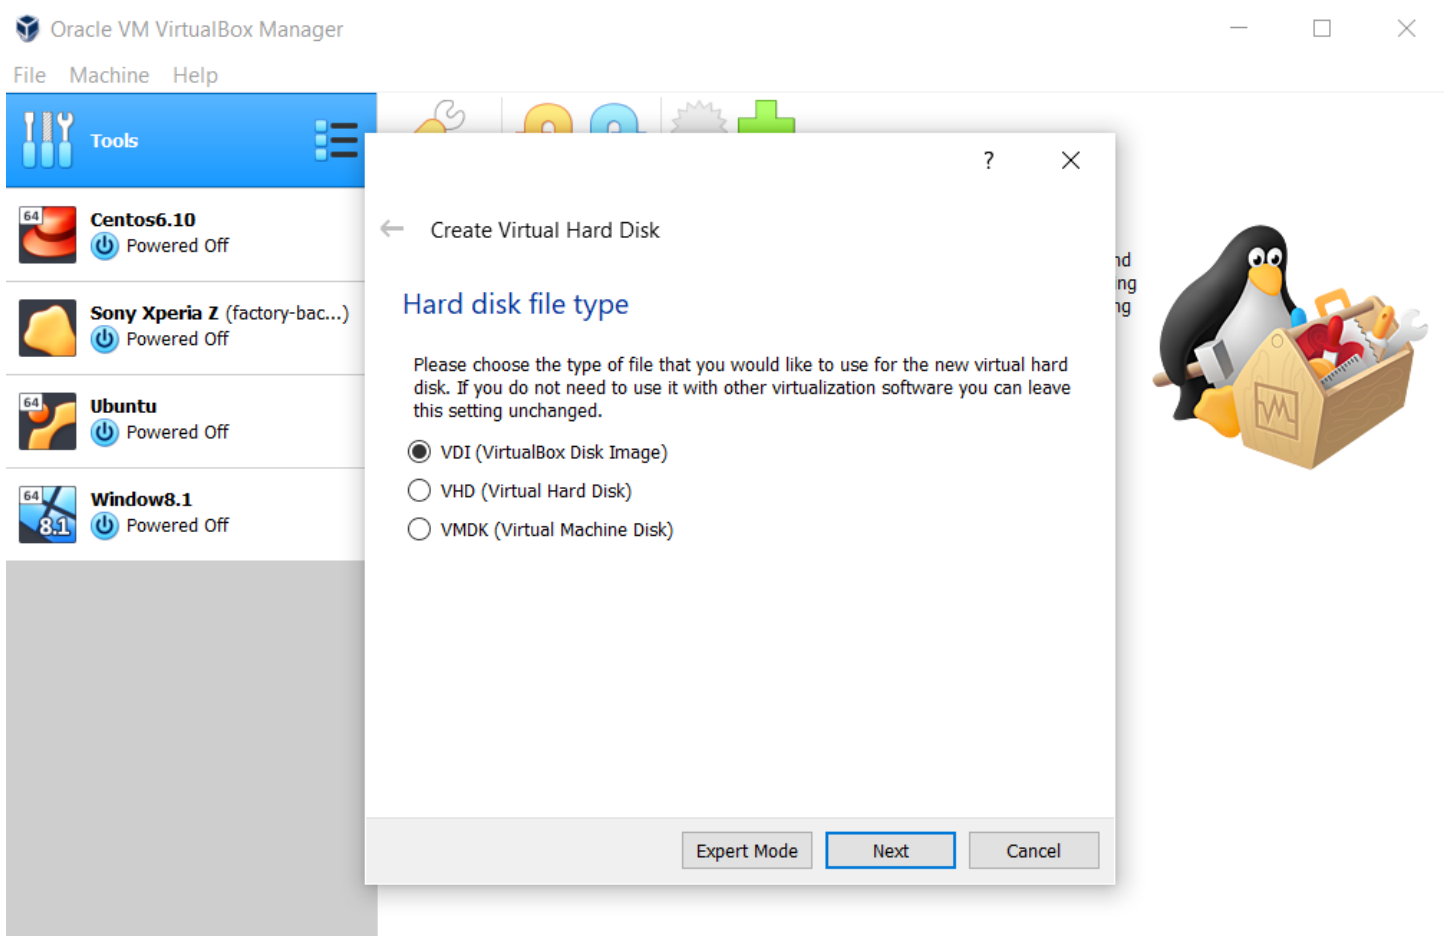 Oracle VM VirtualBox Manager
File Machine Help
Tools
64
Centos6.10
Powered Off
Sony Xperia Z (factory-bac...)
Powered Off
64
Ubuntu
Powered Off
64
8.1
Window8.1
Powered Off
?
Create Virtual Hard Disk
Hard disk file type
Please choose the type of file that you would like to use for the new virtual hard
disk. If you do not need to use it with other virtualization software you can leave
this setting unchanged.
VDI (VirtualBox Disk Image)
VHD (Virtual Hard Disk)
VMDK (Virtual Machine Disk)
Expert Mode
Next
Cancel